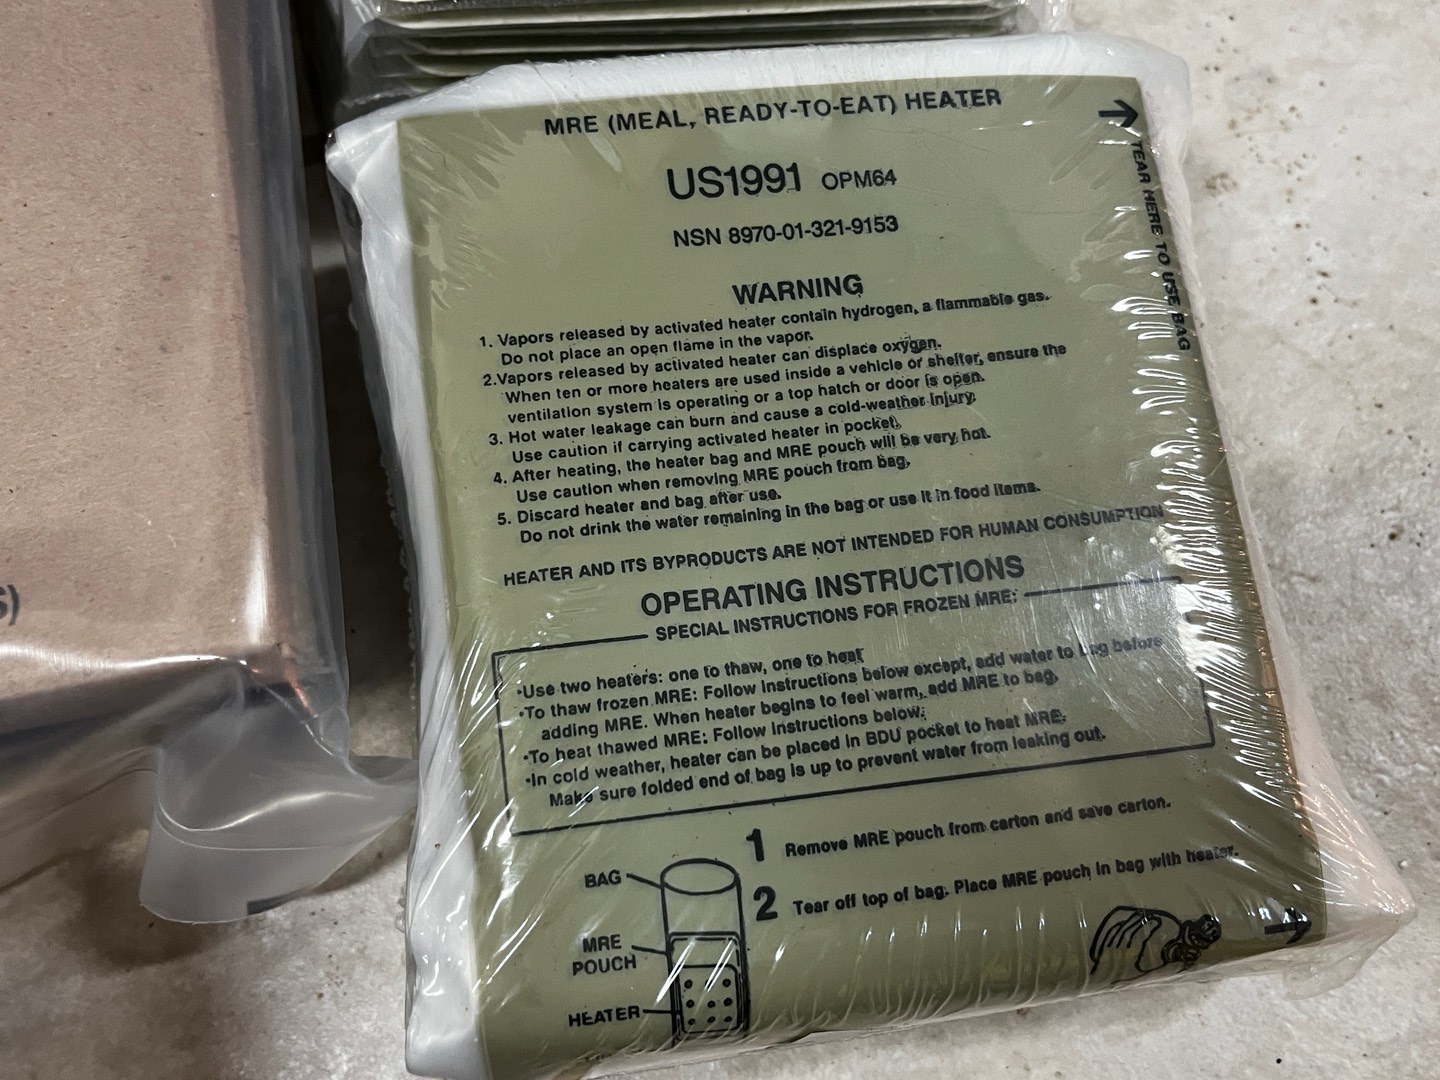 MRE (MEAL, READY-TO-EAT) HEATER
US1991 OPM64
NSN 8970-01-321-9153
TEAR HERE TO USE BAG
WARNING
1. Vapors released by activated heater contain hydrogen, a flammable gas.
Do not place an open flame in the vapor.
2.Vapors released by activated heater can displace oxygen.
When ten or more heaters are used inside a vehicle or shelter, ensure the
ventilation system is operating or a top hatch or door is open.
3. Hot water leakage can burn and cause a cold-weather injury.
Use caution if carrying activated heater in pocket.
4. After heating, the heater bag and MRE pouch will be very hot.
Use caution when removing MRE pouch from bag.
5. Discard heater and bag after use.
Do not drink the water remaining in the bag or use it in food items.
HEATER AND ITS BYPRODUCTS ARE NOT INTENDED FOR HUMAN CONSUMPTION
OPERATING INSTRUCTIONS
SPECIAL INSTRUCTIONS FOR FROZEN MRE:
•Use two heaters: one to thaw, one to heat
•To thaw frozen MRE: Follow instructions below except, add water to bag before
adding MRE. When heater begins to feel warm, add MRE to bag.
•To heat thawed MRE: Follow instructions below.
•In cold weather, heater can be placed in BDU pocket to heat MRE.
Make sure folded end of bag is up to prevent water from leaking out.
1 Remove MRE pouch from carton and save carton.
2 Tear off top of bag. Place MRE pouch in bag with heater.
BAG
MRE
POUCH
HEATER
S)